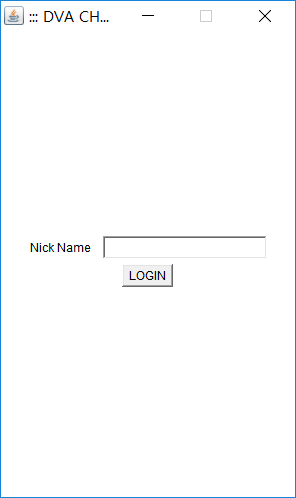 ::: DVA CH...
Nick Name
LOGIN